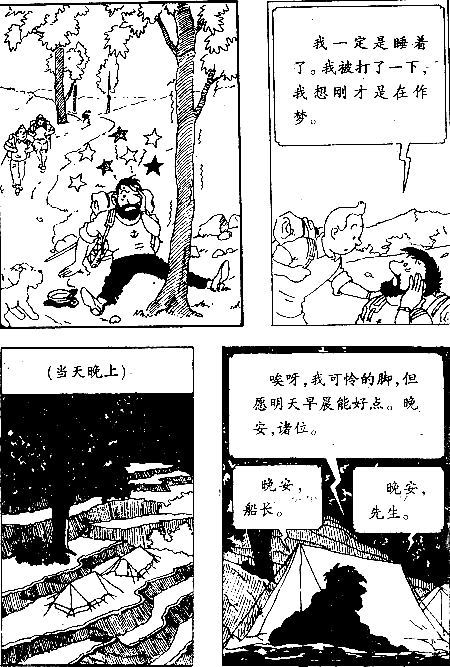 我一定是睡着
了。我被打了一下，
我想刚才是在作
梦。
(当天晚上)
唉呀，我可怜的脚，但
愿明天早晨能好点。晚
安，诸位。
晚安，
船长。
晚安，
先生。